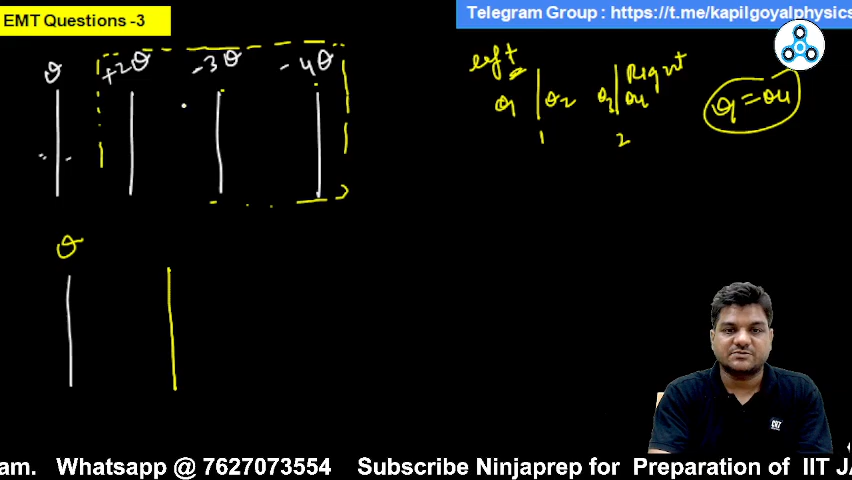 EMT Questions -3
Telegram Group : https://t.me/kapilgoyalphysics
Q +2Q -3Q -4Q
left Right
Q1 Q2 Q3 Q4
Q1 = Q4
1 2
Q
am. Whatsapp @ 7627073554 Subscribe Ninjaprep for Preparation of IIT JA